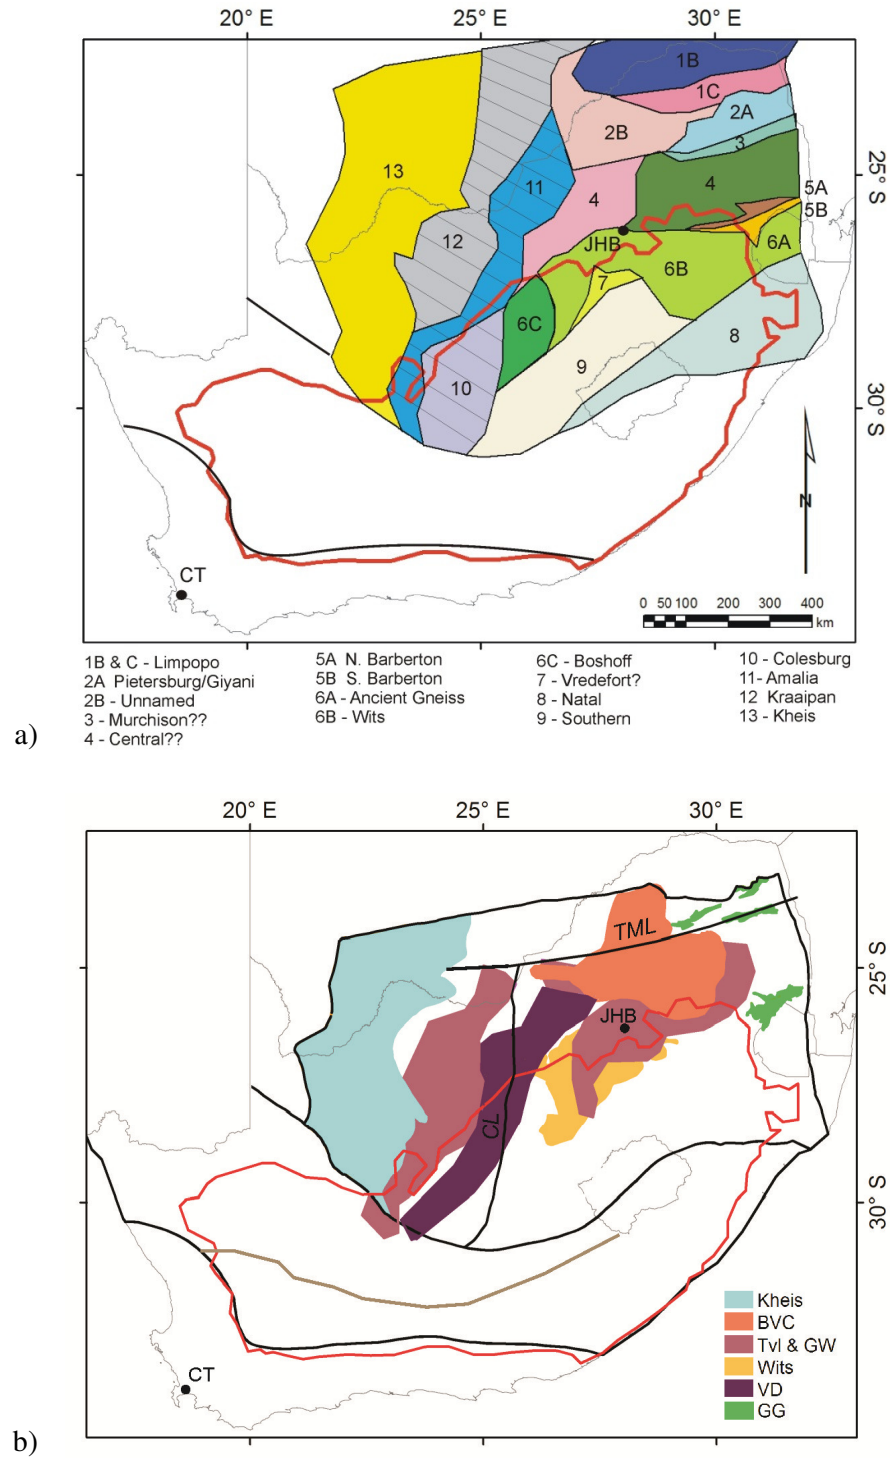 20° E 25° E 30° E
1B
1C
2A
2B
3
13
25° S
11
4
4
5A
5B
12
JHB
6A
6B
7
6C
8
9
10
30° S
N
CT
0 50 100 200 300 400
km
1B & C - Limpopo
2A Pietersburg/Giyani
2B - Unnamed
3 - Murchison??
4 - Central??
5A N. Barberton
5B S. Barberton
6A - Ancient Gneiss
6B - Wits
6C - Boshoff
7 - Vredefort?
8 - Natal
9 - Southern
10 - Colesburg
11- Amalia
12 Kraaipan
13 - Kheis
a)
20° E 25° E 30° E
TML
25° S
JHB
CL
30° S
Kheis
BVC
Tvl & GW
Wits
VD
GG
CT
b)